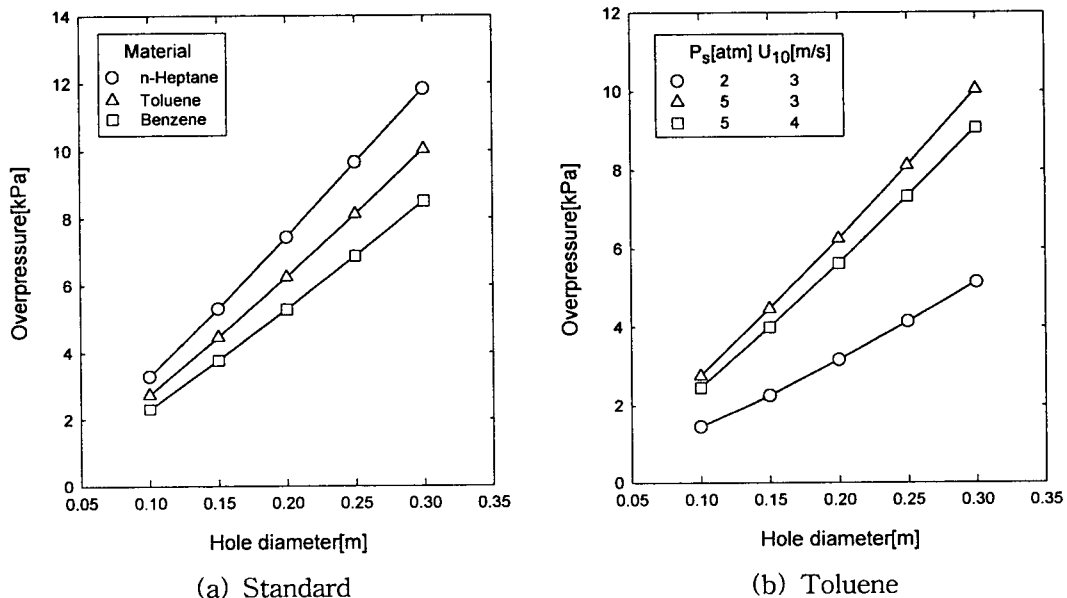 14
12
10
8
6
4
2
0
Overpressure[kPa]
Material
n-Heptane
Toluene
Benzene
0.05 0.10 0.15 0.20 0.25 0.30 0.35
Hole diameter[m]
(a) Standard
12
10
8
6
4
2
0
Overpressure[kPa]
Ps[atm] U10[m/s]
2 3
5 3
5 4
0.05 0.10 0.15 0.20 0.25 0.30 0.35
Hole diameter[m]
(b) Toluene